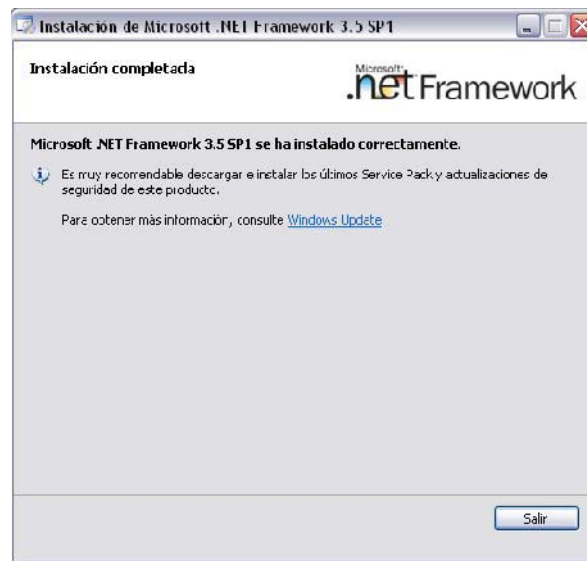 Instalación de Microsoft .NET Framework 3.5 SP1
Instalación completada
Microsoft
.net Framework
Microsoft .NET Framework 3.5 SP1 se ha instalado correctamente.
Es muy recomendable descargar e instalar los últimos Service Pack y actualizaciones de
seguridad de este producto.
Para obtener más información, consulte Windows Update
Salir